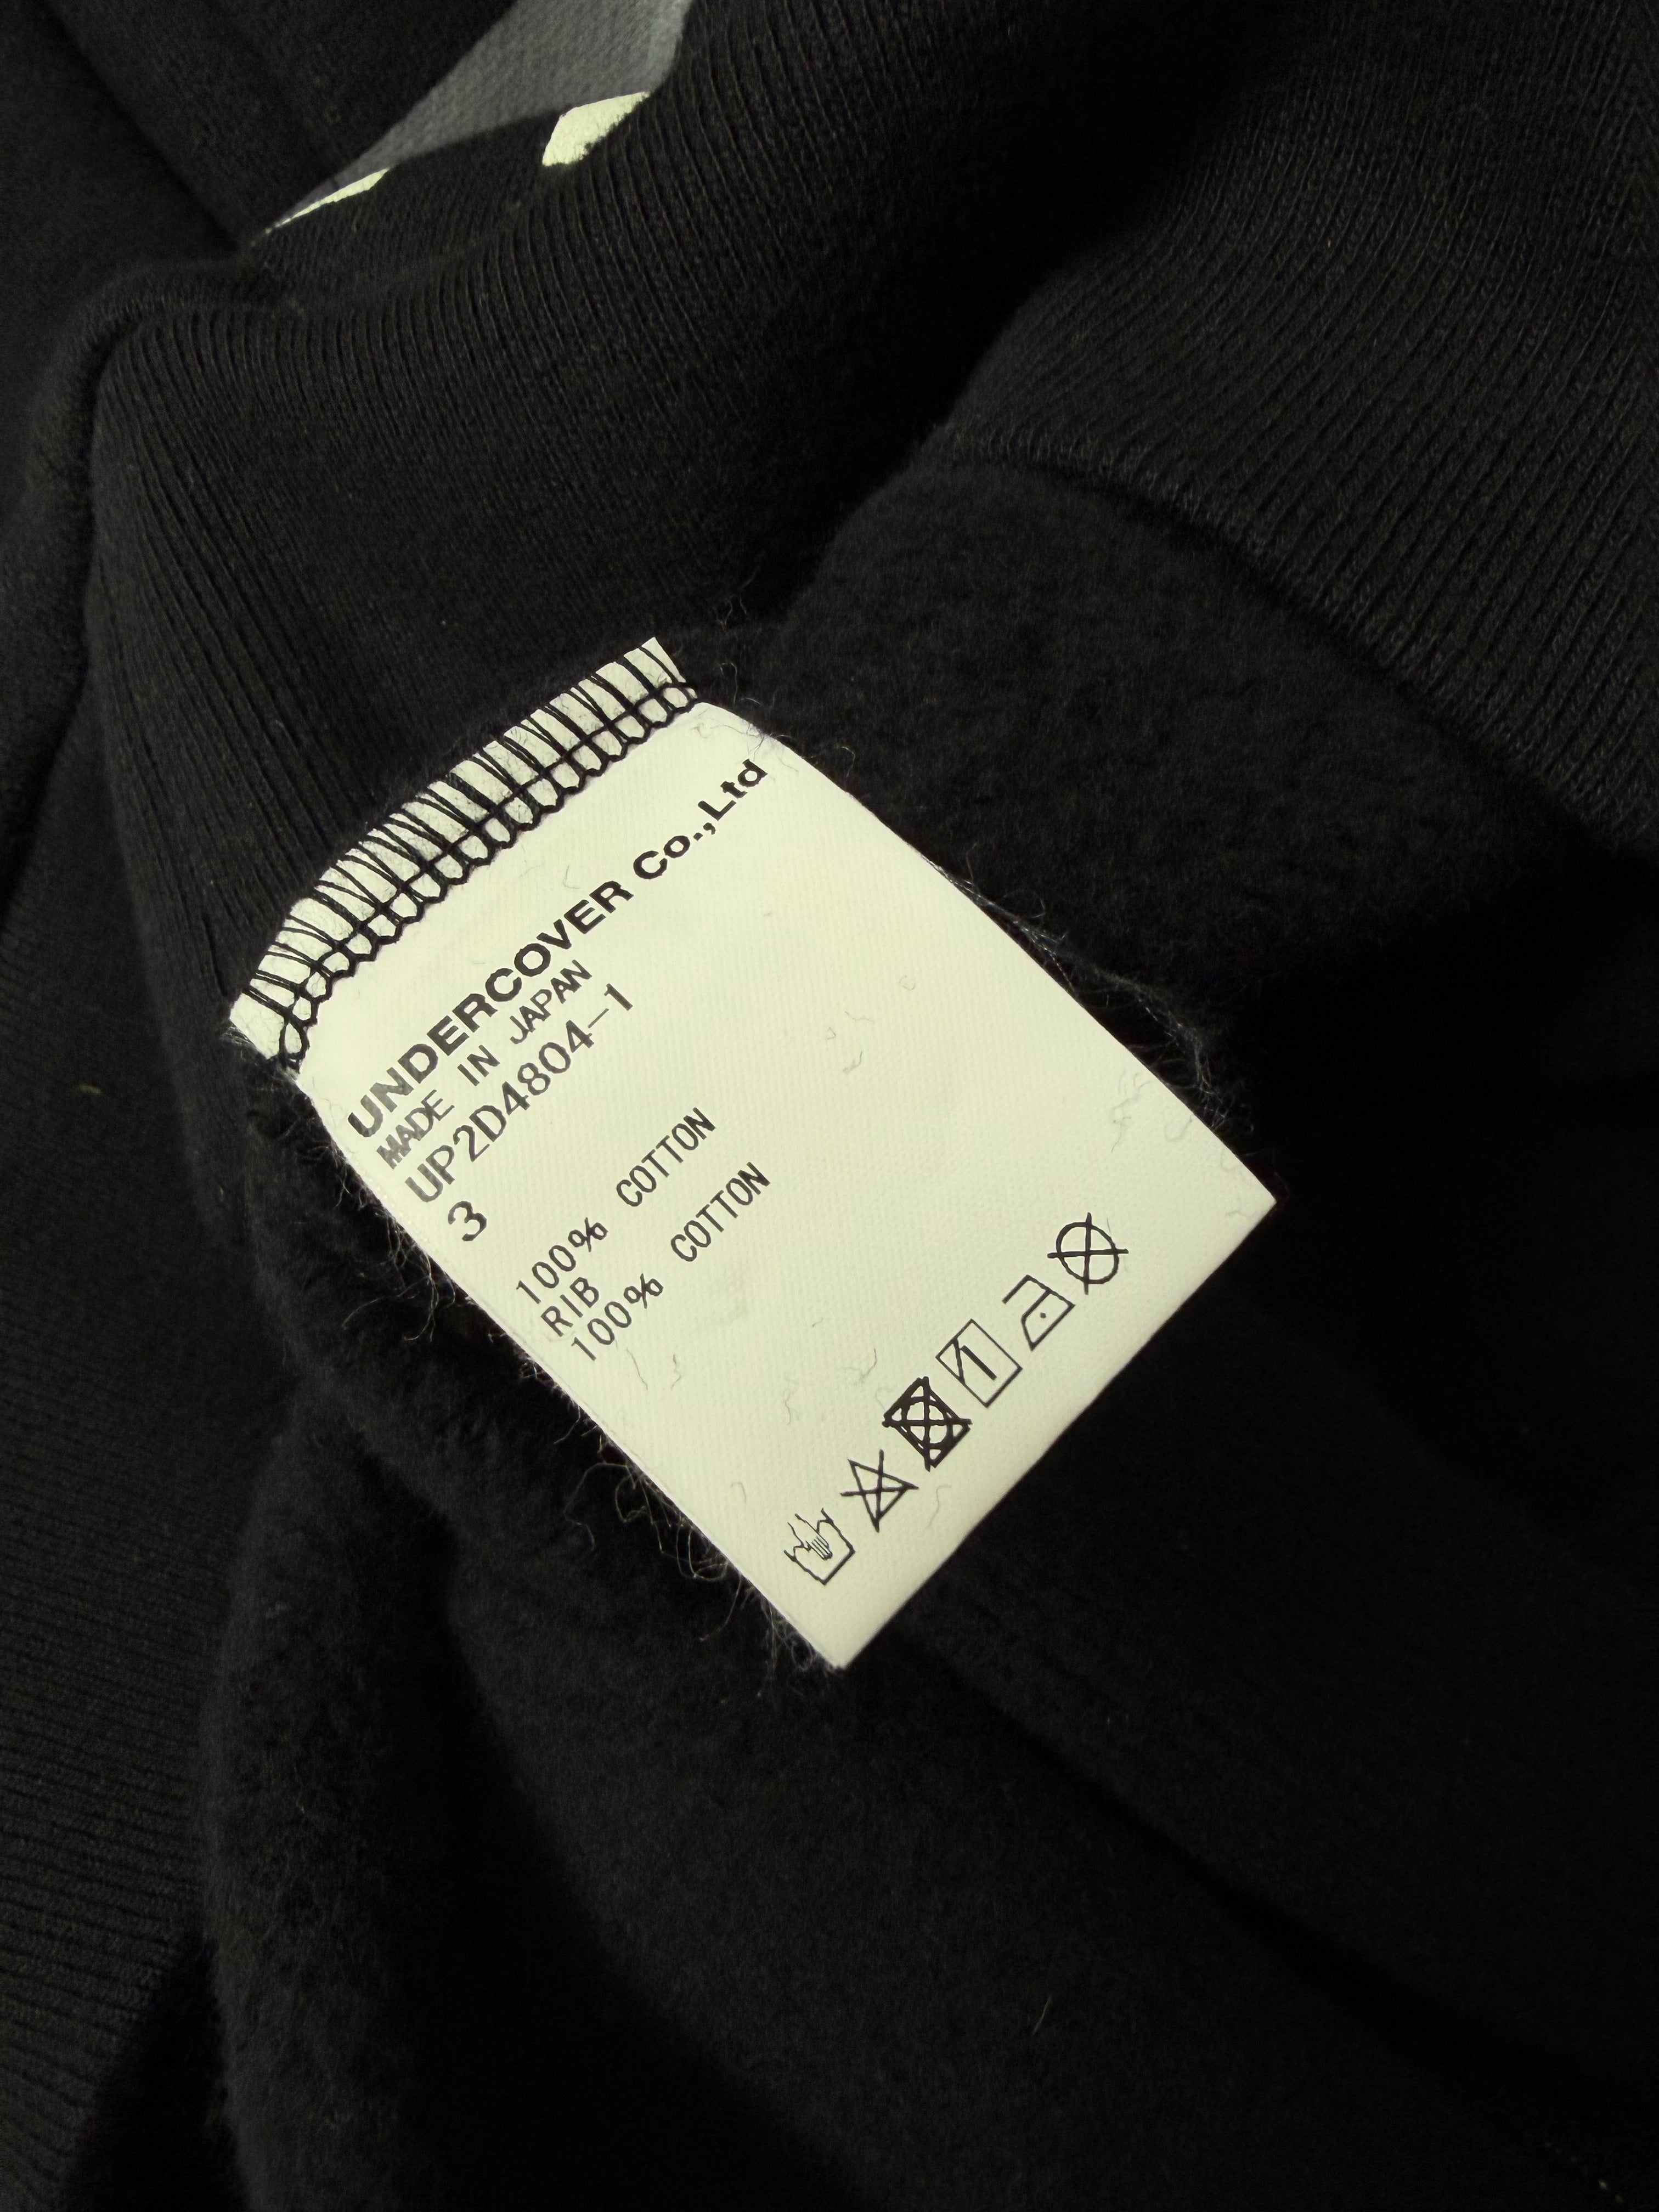 UNDERCOVER Co.,Ltd
MADE IN JAPAN
UP2D4804-1
3
100% COTTON
RIB
100% COTTON